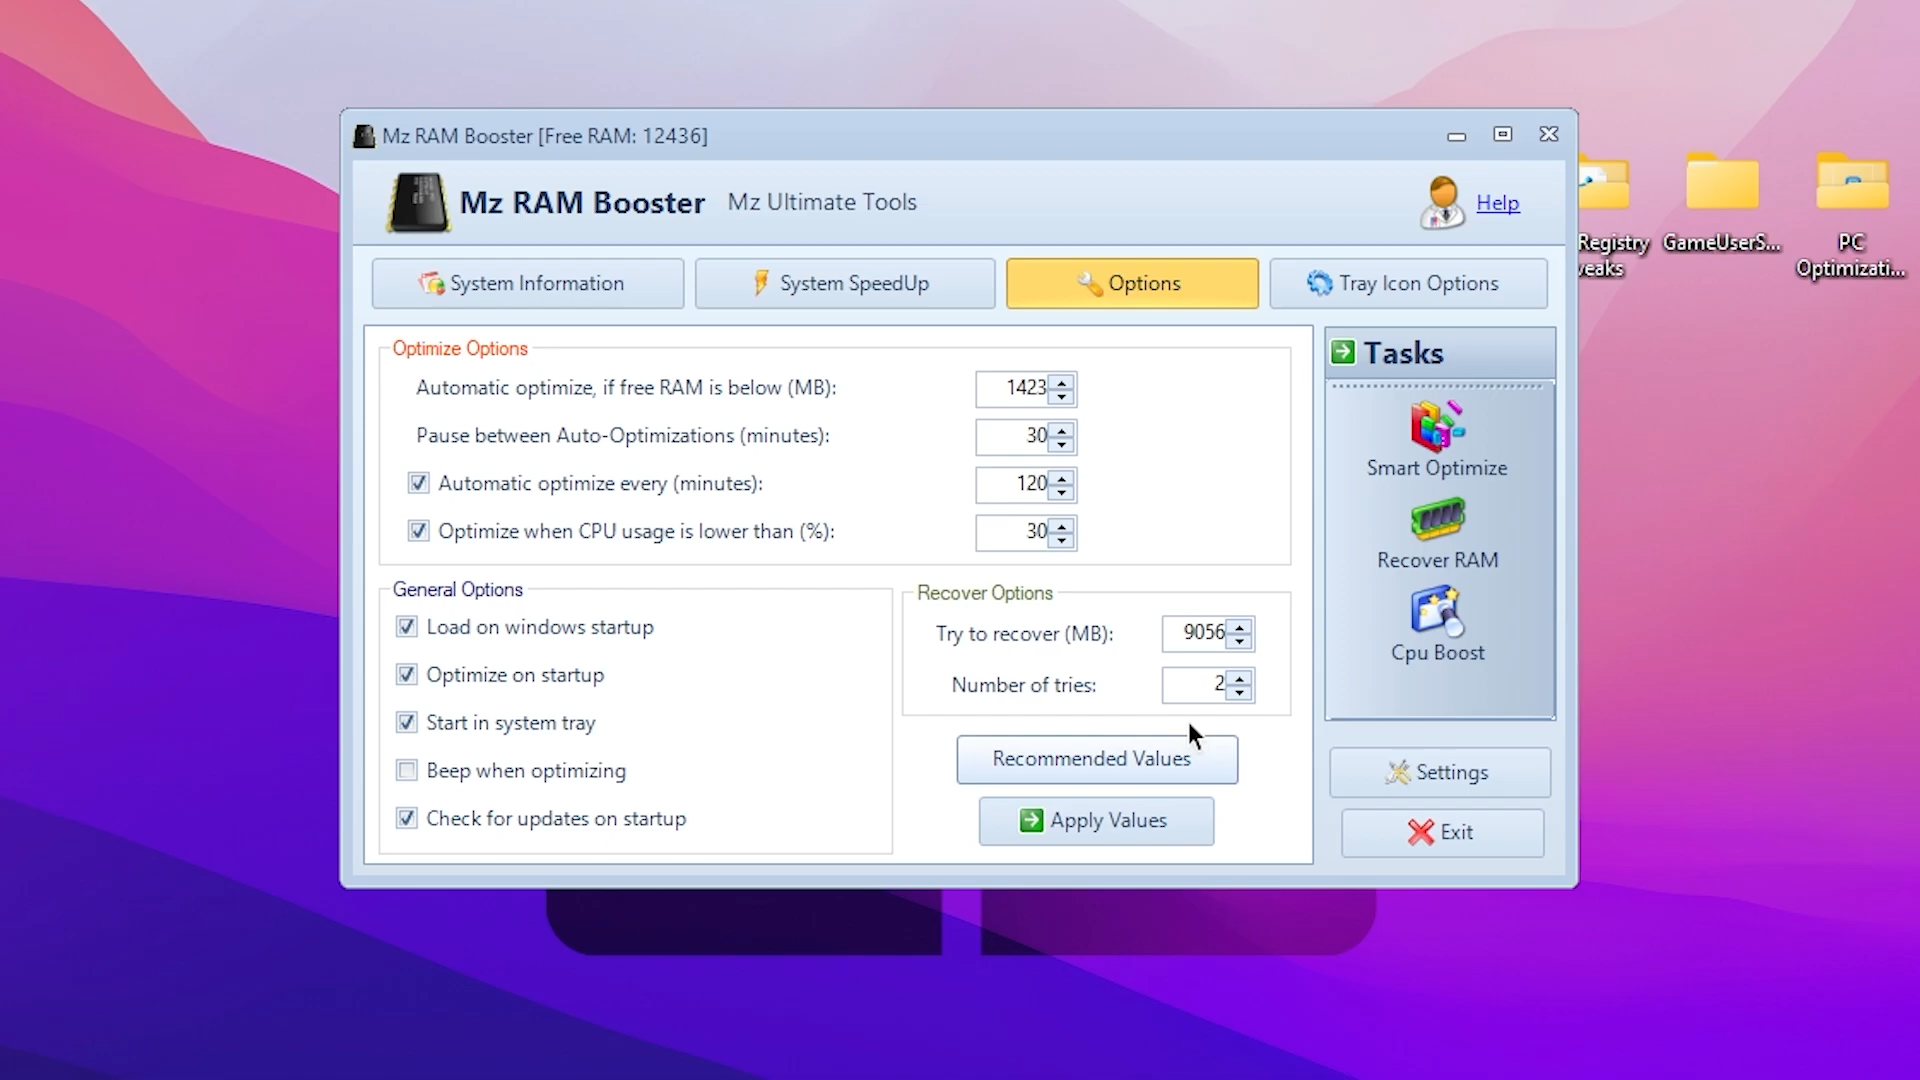 Mz RAM Booster [Free RAM: 12436]
Mz RAM Booster Mz Ultimate Tools
Help
System Information
System SpeedUp
Options
Tray Icon Options
Optimize Options
Automatic optimize, if free RAM is below (MB): 1423
Pause between Auto-Optimizations (minutes): 30
Automatic optimize every (minutes): 120
Optimize when CPU usage is lower than (%): 30
General Options
Load on windows startup
Optimize on startup
Start in system tray
Beep when optimizing
Check for updates on startup
Recover Options
Try to recover (MB): 9056
Number of tries: 2
Recommended Values
Apply Values
Tasks
Smart Optimize
Recover RAM
Cpu Boost
Settings
Exit
Registry
eaks
GameUserS...
PC
Optimizati...